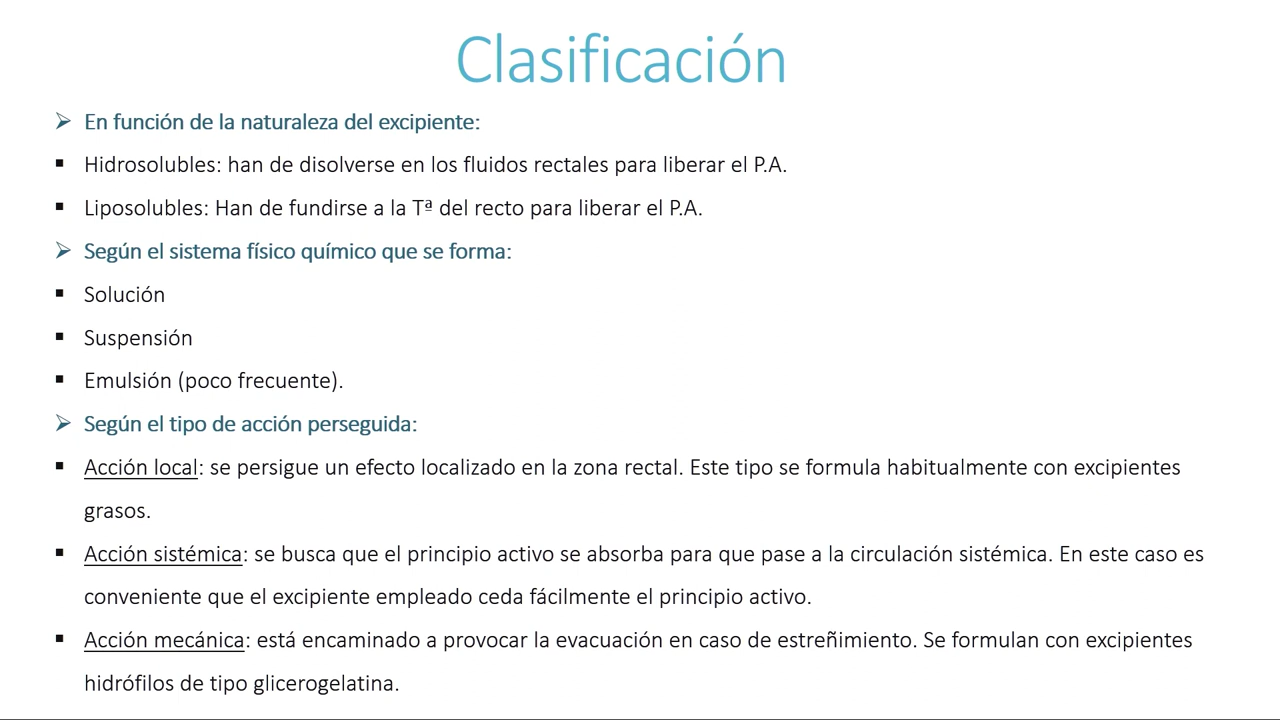 Clasificación
➢ En función de la naturaleza del excipiente:
▪ Hidrosolubles: han de disolverse en los fluidos rectales para liberar el P.A.
▪ Liposolubles: Han de fundirse a la Tª del recto para liberar el P.A.
➢ Según el sistema físico químico que se forma:
▪ Solución
▪ Suspensión
▪ Emulsión (poco frecuente).
➢ Según el tipo de acción perseguida:
▪ Acción local: se persigue un efecto localizado en la zona rectal. Este tipo se formula habitualmente con excipientes
grasos.
▪ Acción sistémica: se busca que el principio activo se absorba para que pase a la circulación sistémica. En este caso es
conveniente que el excipiente empleado ceda fácilmente el principio activo.
▪ Acción mecánica: está encaminado a provocar la evacuación en caso de estreñimiento. Se formulan con excipientes
hidrófilos de tipo glicerogelatina.